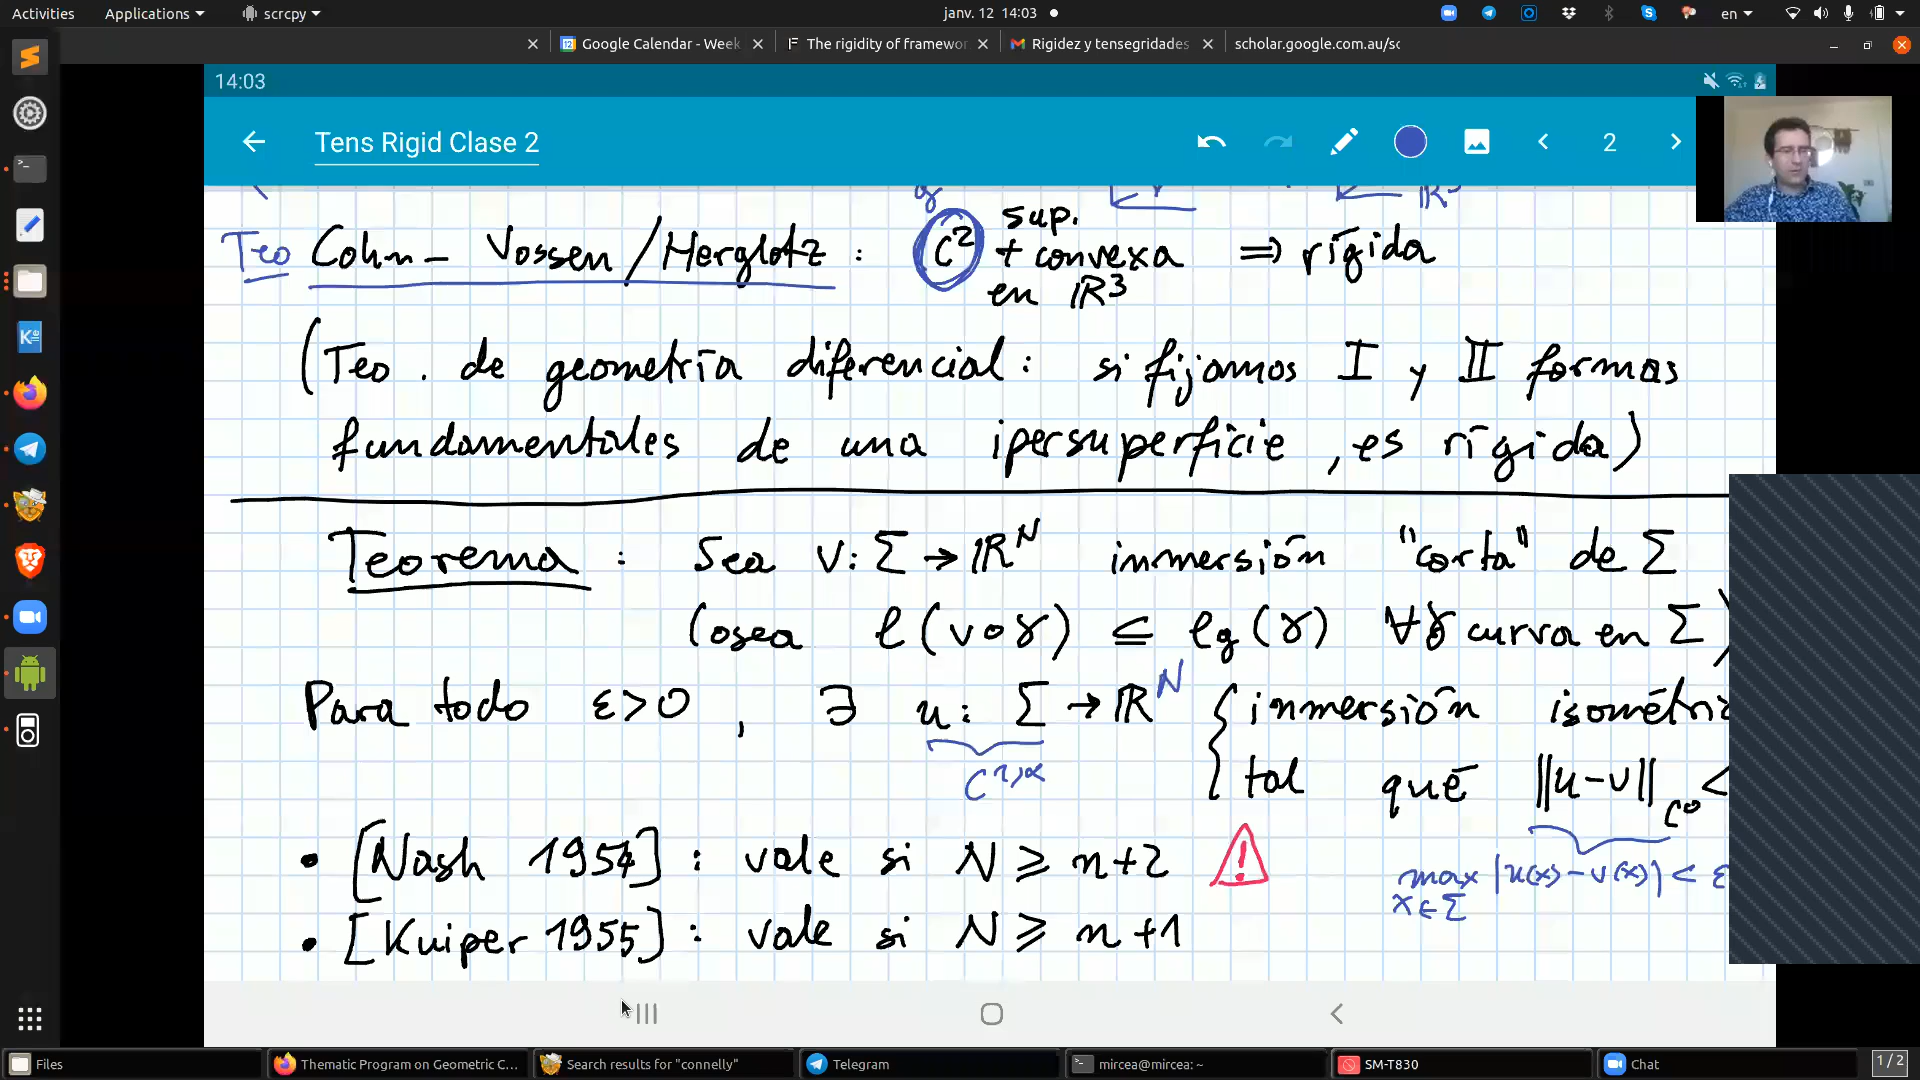 Activities Applications scrcpy janv. 12 14:03 en
Google Calendar - Week The rigidity of framewor Rigidez y tensegridades scholar.google.com.au/sc
14:03
Tens Rigid Clase 2 2
Teo Cohn-Vossen/Herglotz : C² sup. + convexa en ℝ³ ⇒ rígida
(Teo. de geometría diferencial: si fijamos I y II formas
fundamentales de una ipersuperficie, es rígida)
Teorema : Sea v: Σ → ℝᴺ inmersión "corta" de Σ
(osea ℓ(v∘γ) ≤ ℓg(γ) ∀γ curva en Σ)
Para todo ε>0, ∃ u: Σ → ℝᴺ { inmersión isométri
C¹,α
tal qué ‖u-v‖C⁰ <
max x∈Σ |u(x)-v(x)| < ε
• [Nash 1954] : vale si N ≥ n+2 !
• [Kuiper 1955] : vale si N ≥ n+1
Files Thematic Program on Geometric C... Search results for "connelly" Telegram mircea@mircea: ~ SM-T830 Chat 1 / 2